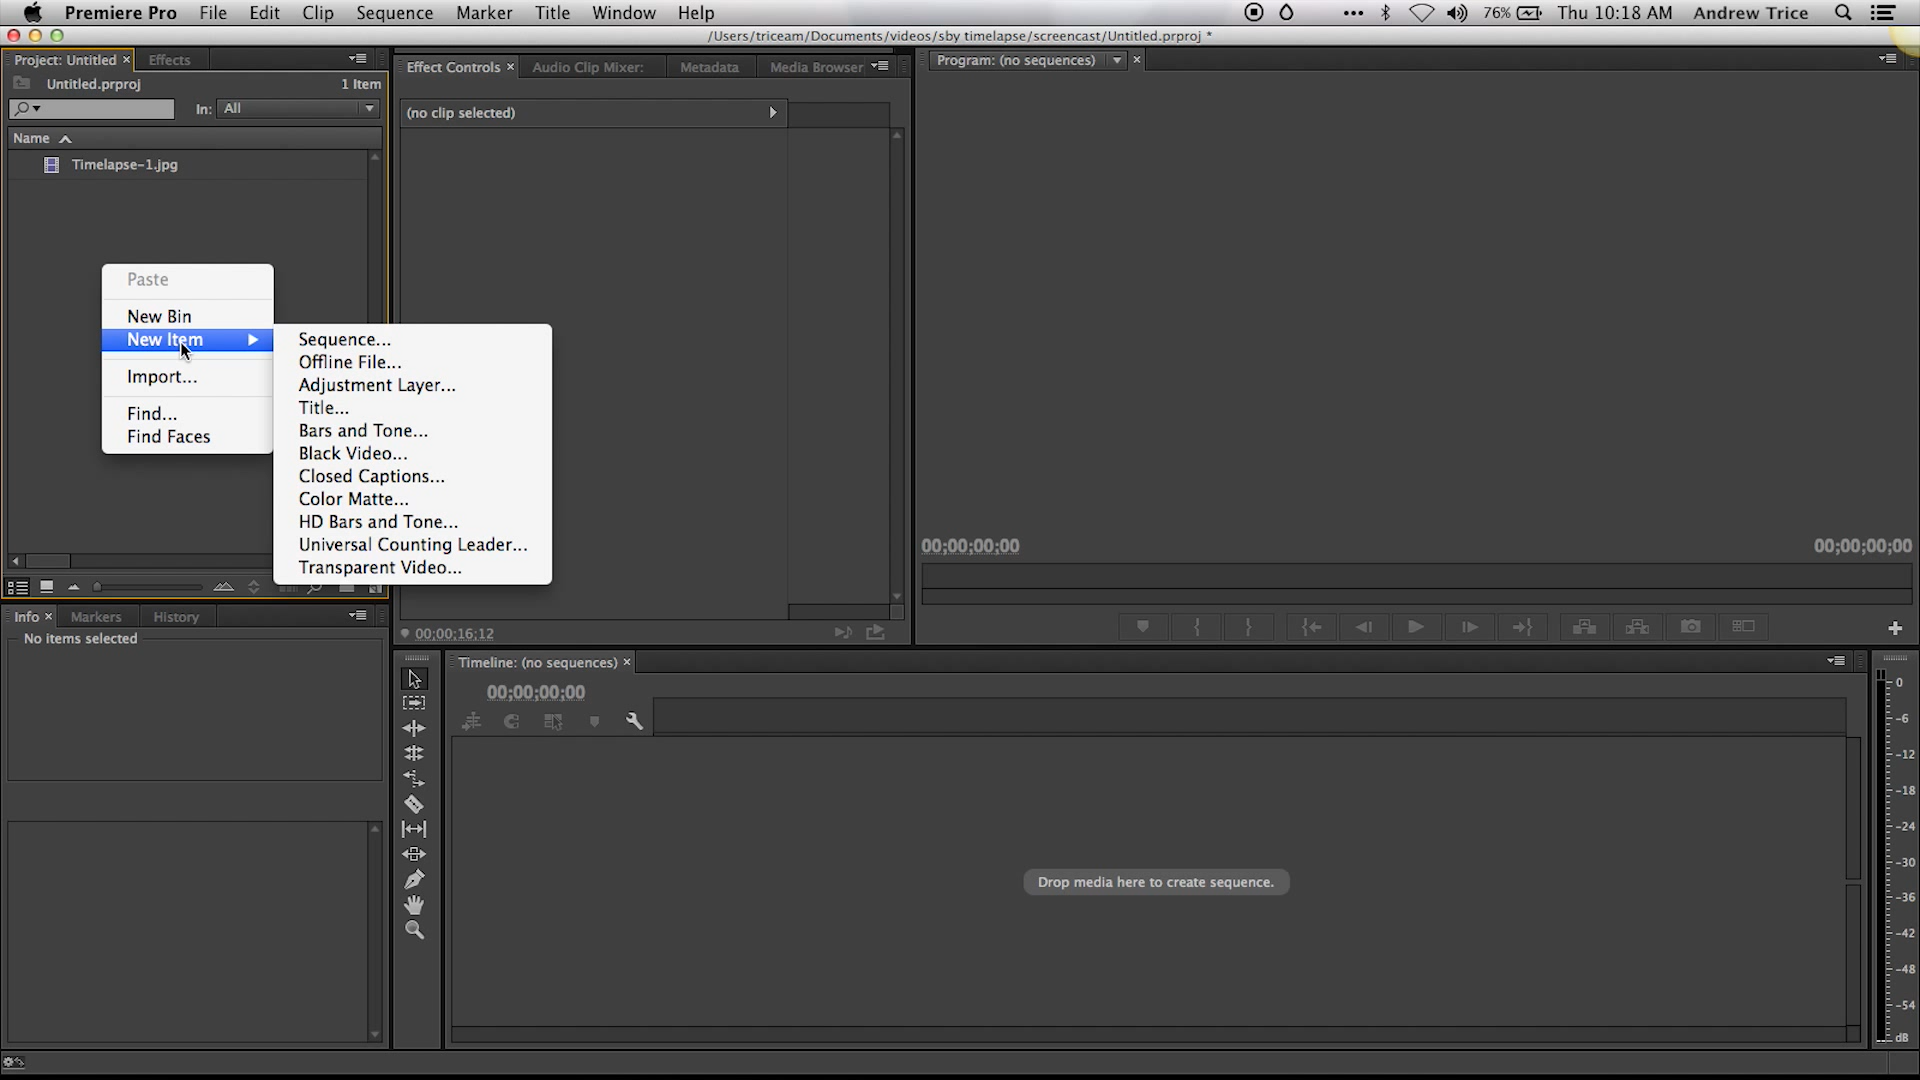 Premiere Pro File Edit Clip Sequence Marker Title Window Help 76% Thu 10:18 AM Andrew Trice
/Users/triceam/Documents/videos/sby timelapse/screencast/Untitled.prproj *
Project: Untitled × Effects
Untitled.prproj 1 Item
In: All
Name
Timelapse-1.jpg
Paste
New Bin
New Item
Import...
Find...
Find Faces
Sequence...
Offline File...
Adjustment Layer...
Title...
Bars and Tone...
Black Video...
Closed Captions...
Color Matte...
HD Bars and Tone...
Universal Counting Leader...
Transparent Video...
Effect Controls × Audio Clip Mixer: Metadata Media Browser
(no clip selected)
00;00;16;12
Program: (no sequences) ×
00;00;00;00 00;00;00;00
Info × Markers History
No items selected
Timeline: (no sequences) ×
00;00;00;00
Drop media here to create sequence.
0
-6
-12
-18
-24
-30
-36
-42
-48
-54
dB